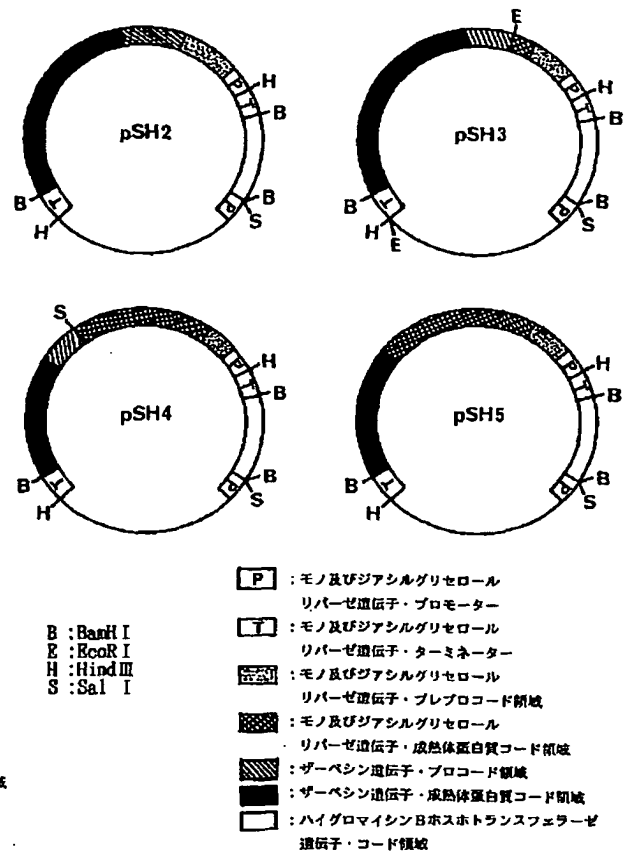 E
H
T
P
B
pSH2
B
S
P
B
T
H
H
T
P
B
pSH3
B
S
P
B
T
H
E
S
H
T
P
B
pSH4
B
S
P
B
T
H
H
T
P
B
pSH5
B
S
P
B
T
H
B :BamH I
E :EcoR I
H :HindⅢ
S :Sal I
P :モノ及びジアシルグリセロール
リパーゼ遺伝子・プロモーター
T :モノ及びジアシルグリセロール
リパーゼ遺伝子・ターミネーター
:モノ及びジアシルグリセロール
リパーゼ遺伝子・プレプロコード領域
:モノ及びジアシルグリセロール
リパーゼ遺伝子・成熟体蛋白質コード領域
:ザーペシン遺伝子・プロコード領域
:ザーペシン遺伝子・成熟体蛋白質コード領域
:ハイグロマイシンBホスホトランスフェラーゼ
遺伝子・コード領域
域